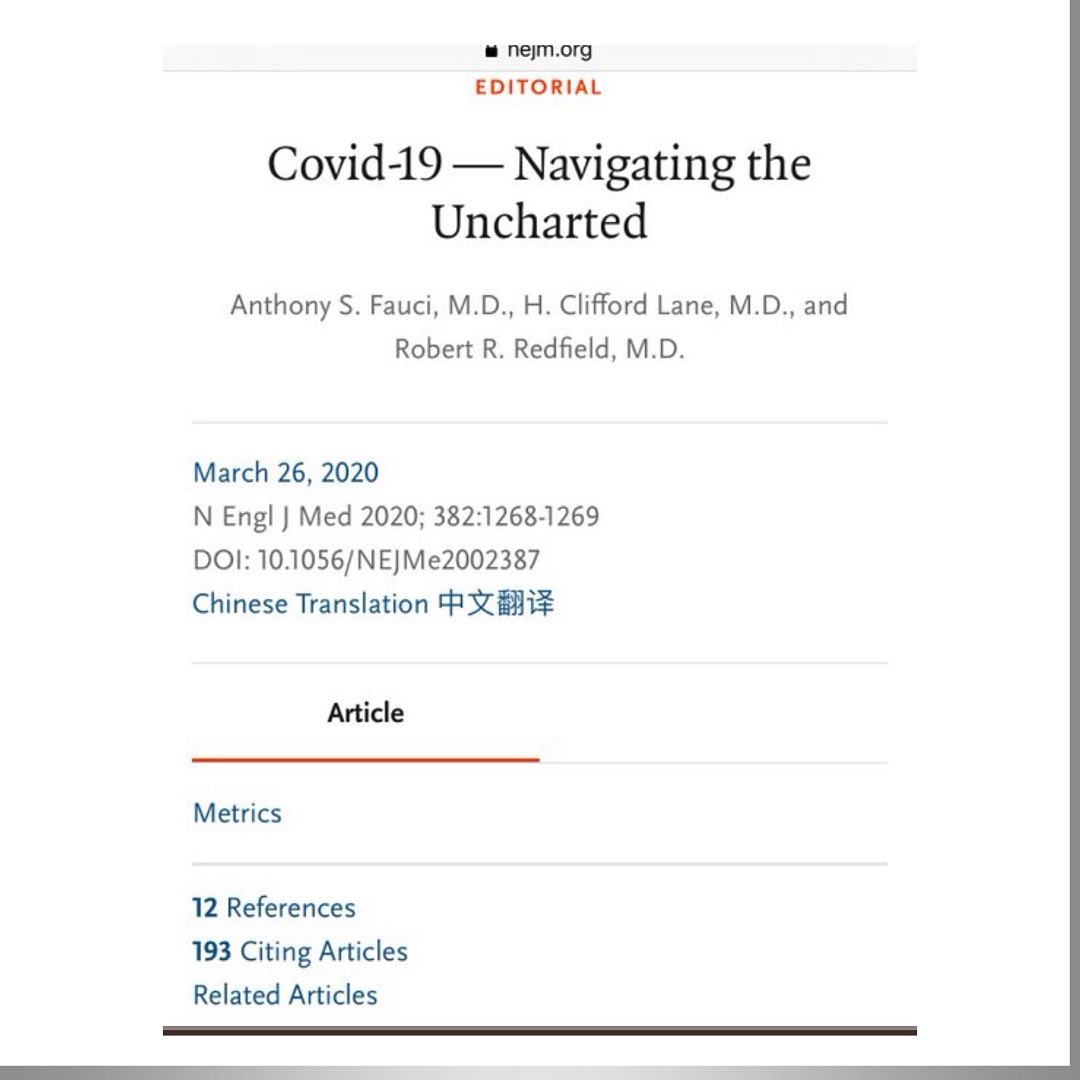 nejm.org
EDITORIAL
Covid-19 — Navigating the
Uncharted
Anthony S. Fauci, M.D., H. Clifford Lane, M.D., and
Robert R. Redfield, M.D.
March 26, 2020
N Engl J Med 2020; 382:1268-1269
DOI: 10.1056/NEJMe2002387
Chinese Translation 中文翻译
Article
Metrics
12 References
193 Citing Articles
Related Articles